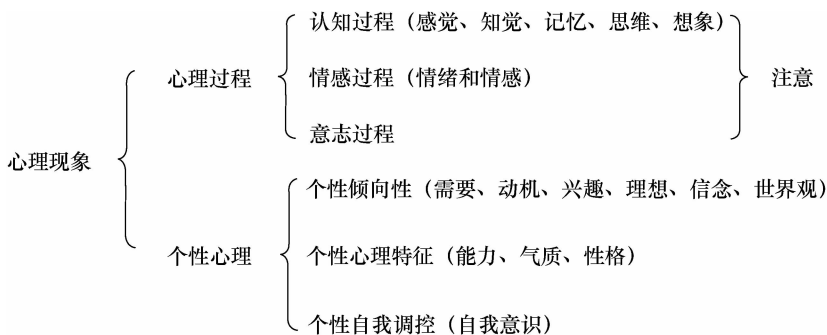 认知过程（感觉、知觉、记忆、思维、想象）
心理过程
情感过程（情绪和情感）
注意
意志过程
心理现象
个性倾向性（需要、动机、兴趣、理想、信念、世界观）
个性心理
个性心理特征（能力、气质、性格）
个性自我调控（自我意识）